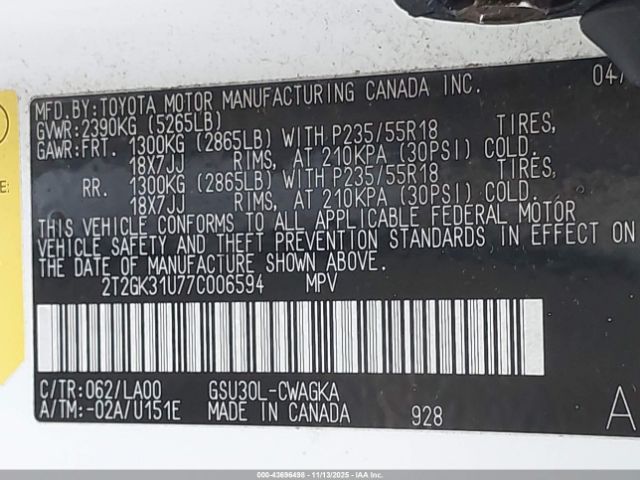 MFD.BY:TOYOTA MOTOR MANUFACTURING CANADA INC. 04/
GVWR:2390KG (5265LB)
GAWR:FRT. 1300KG (2865LB) WITH P235/55R18 TIRES,
18X7JJ RIMS, AT 210KPA (30PSI) COLD.
RR. 1300KG (2865LB) WITH P235/55R18 TIRES,
18X7JJ RIMS, AT 210KPA (30PSI) COLD.
THIS VEHICLE CONFORMS TO ALL APPLICABLE FEDERAL MOTOR
VEHICLE SAFETY AND THEFT PREVENTION STANDARDS IN EFFECT ON
THE DATE OF MANUFACTURE SHOWN ABOVE.
2T2GK31U77C006594 MPV
C/TR:062/LA00 GSU30L-CWAGKA
A/TM:-02A/U151E MADE IN CANADA 928 A
E:
000-43696498 - 11/13/2025 - IAAI.COM